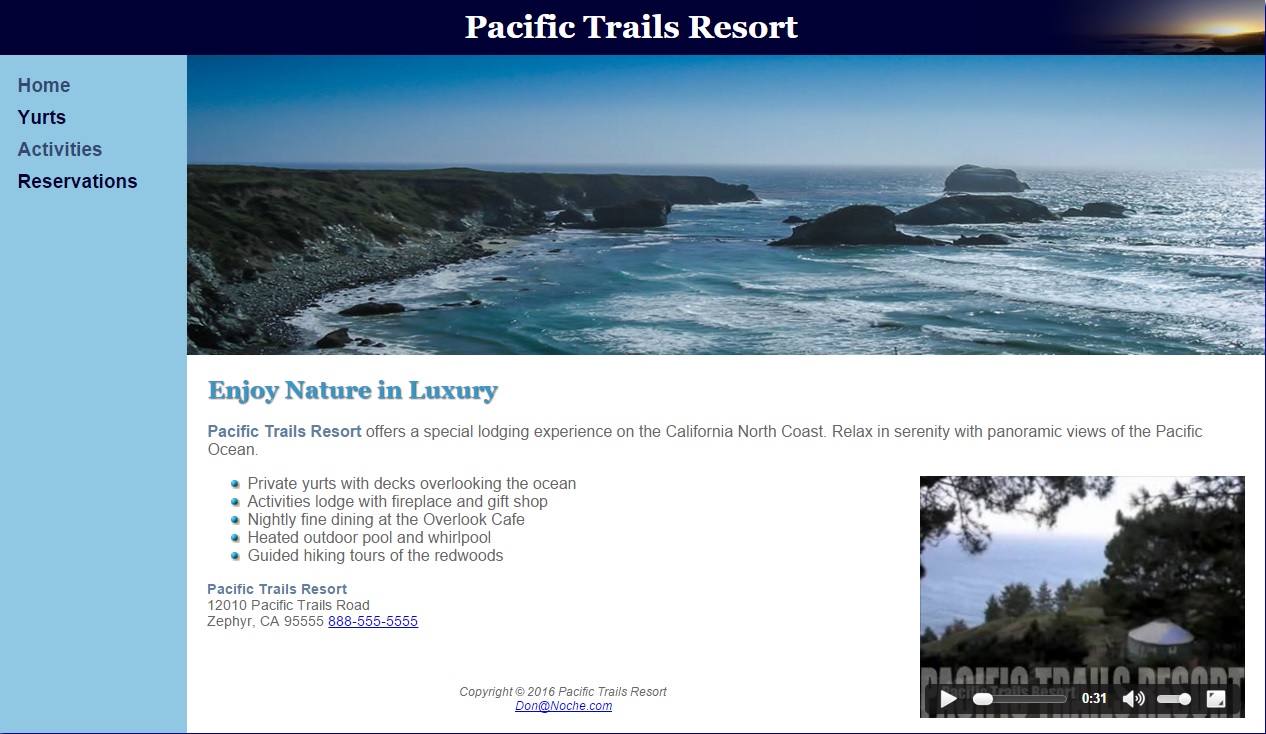 Pacific Trails Resort
Home
Yurts
Activities
Reservations
Enjoy Nature in Luxury
Pacific Trails Resort offers a special lodging experience on the California North Coast. Relax in serenity with panoramic views of the Pacific
Ocean.
Private yurts with decks overlooking the ocean
Activities lodge with fireplace and gift shop
Nightly fine dining at the Overlook Cafe
Heated outdoor pool and whirlpool
Guided hiking tours of the redwoods
Pacific Trails Resort
12010 Pacific Trails Road
Zephyr, CA 95555 888-555-5555
PACIFIC TRAILS RESORT
Pacific Trails Resort
0:31
Copyright © 2016 Pacific Trails Resort
Don@Noche.com